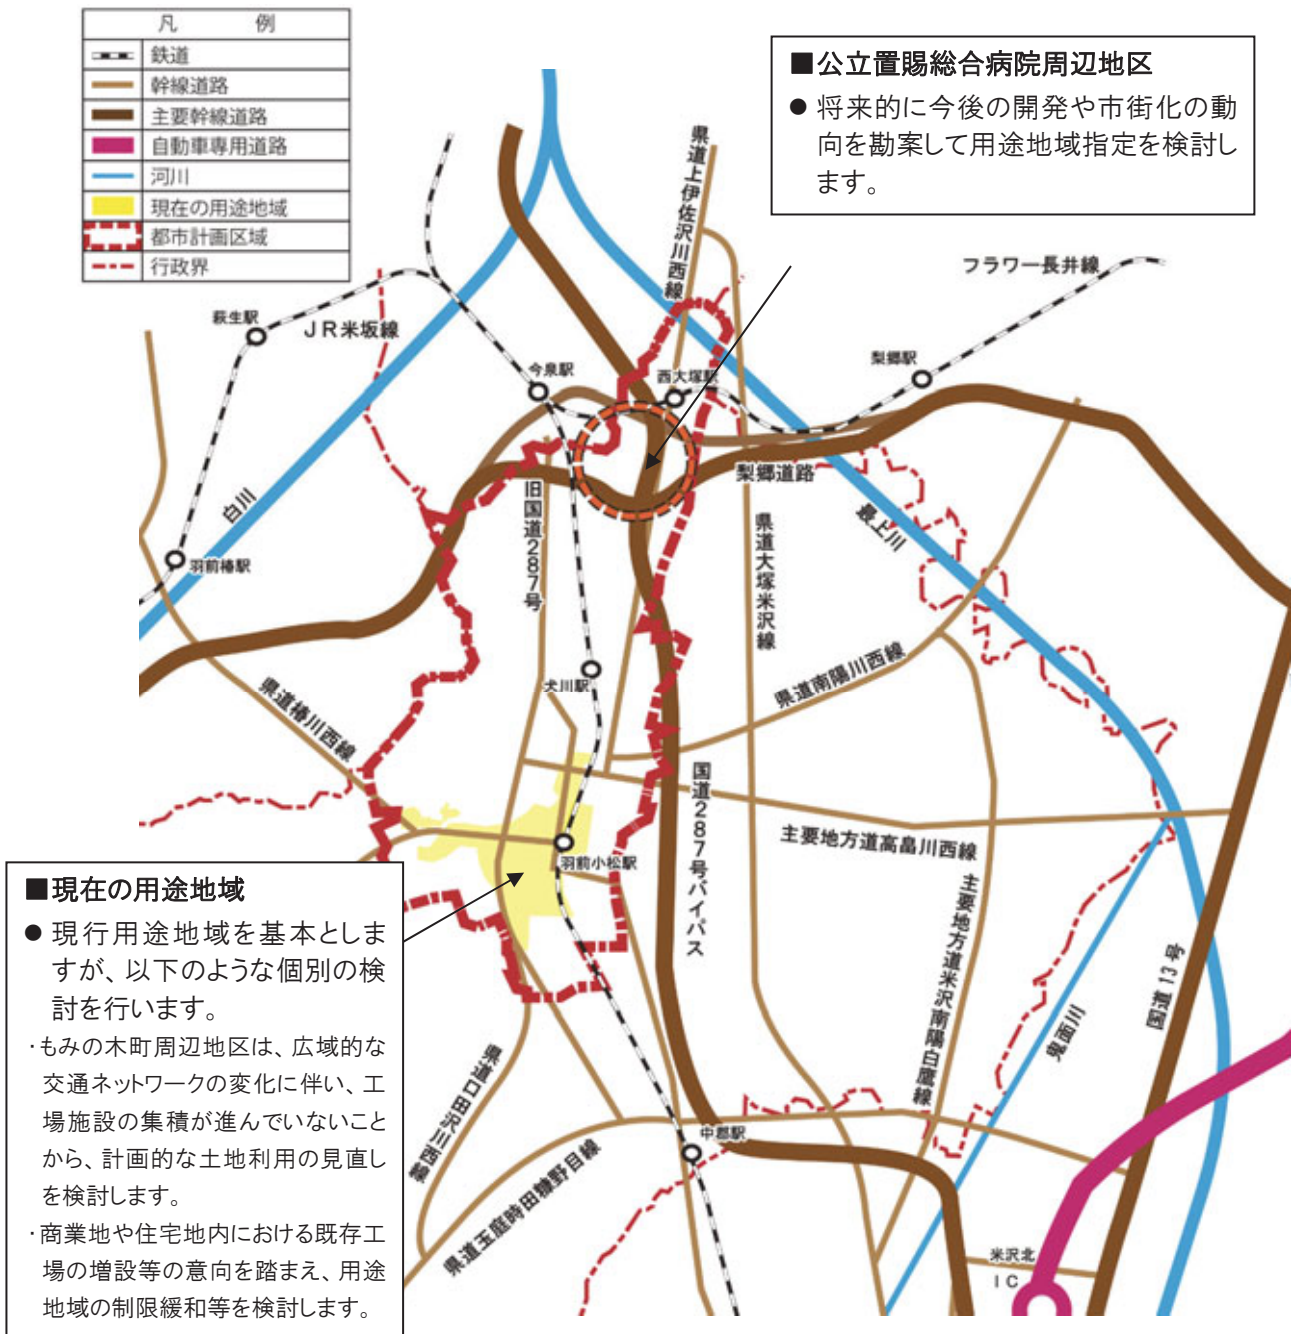 凡 例
鉄道
幹線道路
主要幹線道路
自動車専用道路
河川
現在の用途地域
都市計画区域
行政界
■公立置賜総合病院周辺地区
● 将来的に今後の開発や市街化の動
向を勘案して用途地域指定を検討し
ます。
県道上伊佐沢川西線
フラワー長井線
萩生駅
JR米坂線
今泉駅
西大塚駅
梨郷駅
梨郷道路
白川
旧国道287号
最上川
県道大塚米沢線
羽前椿駅
犬川駅
県道南陽川西線
県道椿川西線
国道287号バイパス
主要地方道高畠川西線
羽前小松駅
主要地方道米沢南陽白鷹線
国道13号
鬼面川
県道口田沢川西線
中郡駅
県道玉庭時田糠野目線
米沢北
IC
■現在の用途地域
● 現行用途地域を基本としま
すが、以下のような個別の検
討を行います。
・もみの木町周辺地区は、広域的な
交通ネットワークの変化に伴い、工
場施設の集積が進んでいないこと
から、計画的な土地利用の見直し
を検討します。
・商業地や住宅地内における既存工
場の増設等の意向を踏まえ、用途
地域の制限緩和等を検討します。